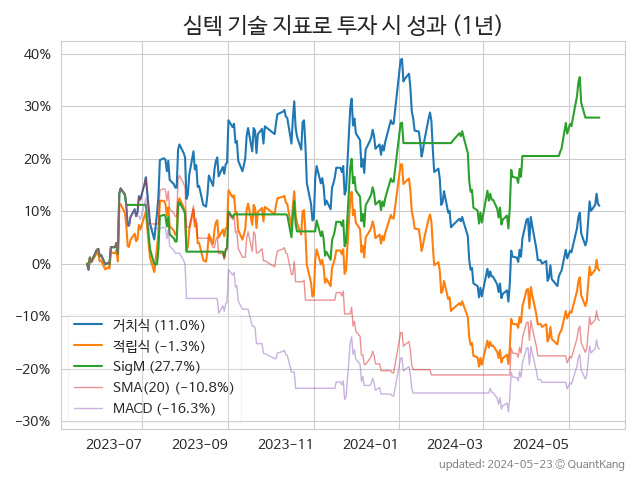 심텍 기술 지표로 투자 시 성과 (1년)
40%
30%
20%
10%
0%
−10%
−20%
−30%
거치식 (11.0%)
적립식 (−1.3%)
SigM (27.7%)
SMA(20) (−10.8%)
MACD (−16.3%)
2023-07 2023-09 2023-11 2024-01 2024-03 2024-05
updated: 2024-05-23 © QuantKang